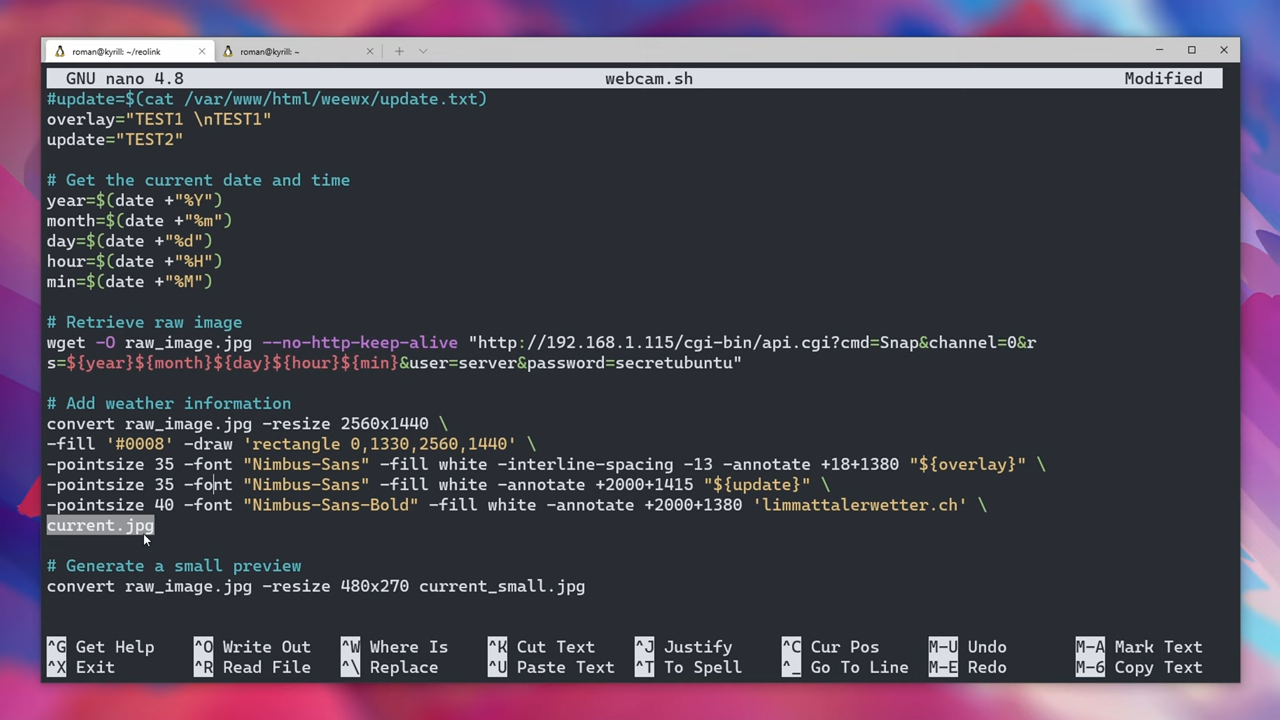 roman@kyrill: ~/reolink
roman@kyrill: ~
GNU nano 4.8 webcam.sh Modified
#update=$(cat /var/www/html/weewx/update.txt)
overlay="TEST1 \nTEST1"
update="TEST2"
# Get the current date and time
year=$(date +"%Y")
month=$(date +"%m")
day=$(date +"%d")
hour=$(date +"%H")
min=$(date +"%M")
# Retrieve raw image
wget -O raw_image.jpg --no-http-keep-alive "http://192.168.1.115/cgi-bin/api.cgi?cmd=Snap&channel=0&r
s=${year}${month}${day}${hour}${min}&user=server&password=secretubuntu"
# Add weather information
convert raw_image.jpg -resize 2560x1440 \
-fill '#0008' -draw 'rectangle 0,1330,2560,1440' \
-pointsize 35 -font "Nimbus-Sans" -fill white -interline-spacing -13 -annotate +18+1380 "${overlay}" \
-pointsize 35 -font "Nimbus-Sans" -fill white -annotate +2000+1415 "${update}" \
-pointsize 40 -font "Nimbus-Sans-Bold" -fill white -annotate +2000+1380 'limmattalerwetter.ch' \
current.jpg
# Generate a small preview
convert raw_image.jpg -resize 480x270 current_small.jpg
^G Get Help ^O Write Out ^W Where Is ^K Cut Text ^J Justify ^C Cur Pos M-U Undo M-A Mark Text
^X Exit ^R Read File ^\ Replace ^U Paste Text ^T To Spell ^_ Go To Line M-E Redo M-6 Copy Text